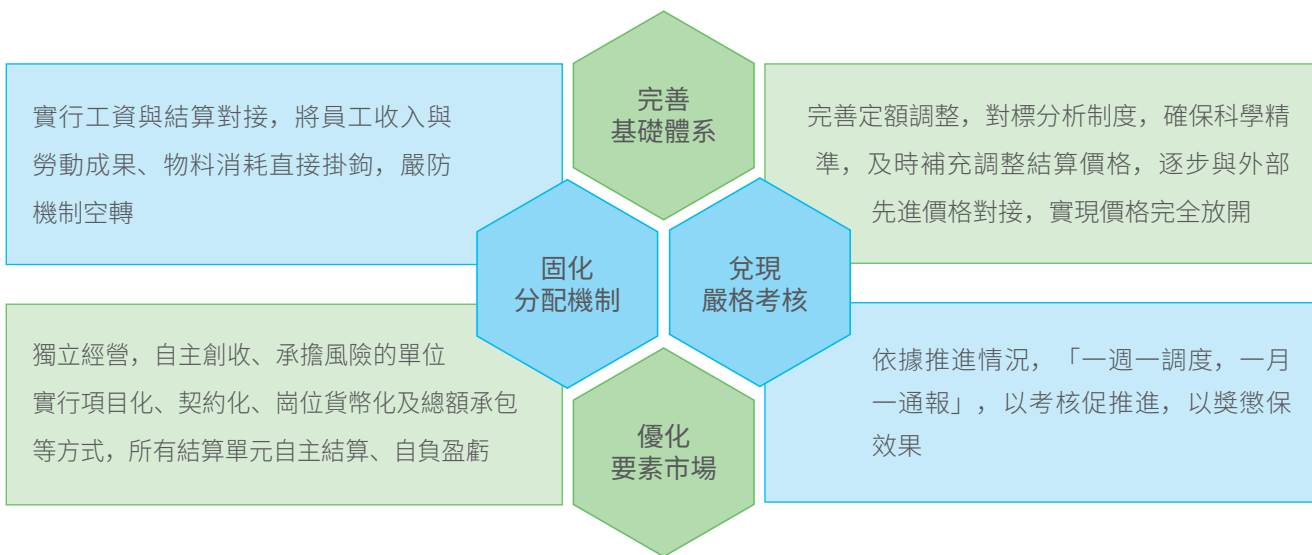 完善
基礎體系
實行工資與結算對接，將員工收入與
勞動成果、物料消耗直接掛鉤，嚴防
機制空轉
完善定額調整，對標分析制度，確保科學精
準，及時補充調整結算價格，逐步與外部
先進價格對接，實現價格完全放開
固化
分配機制
兌現
嚴格考核
獨立經營，自主創收、承擔風險的單位
實行項目化、契約化、崗位貨幣化及總額承包
等方式，所有結算單元自主結算、自負盈虧
依據推進情況，「一週一調度，一月
一通報」，以考核促推進，以獎懲保
效果
優化
要素市場